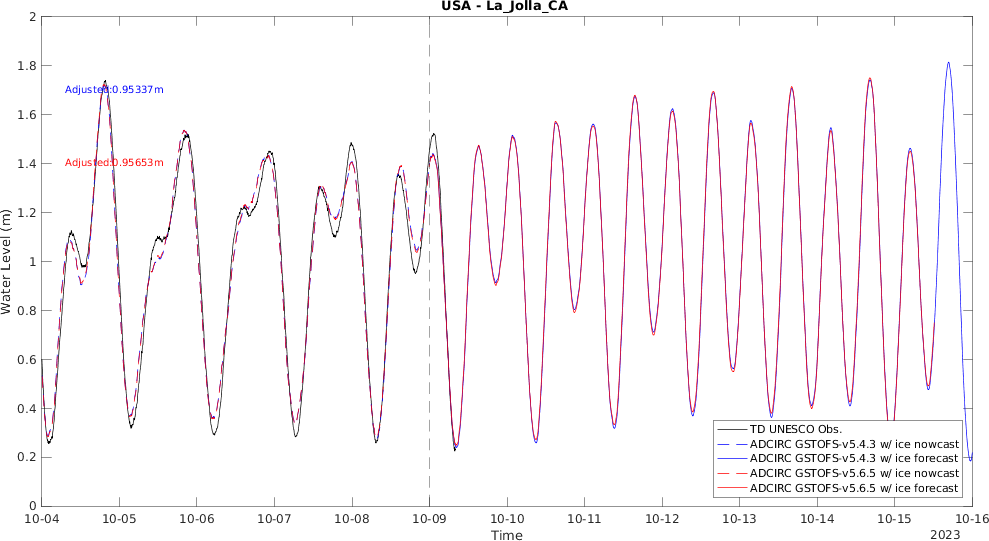 USA - La_Jolla_CA
2
1.8
1.6
1.4
1.2
1
0.8
0.6
0.4
0.2
0
Water Level (m)
Adjusted:0.95337m
Adjusted:0.95653m
TD UNESCO Obs.
ADCIRC GSTOFS-v5.4.3 w/ ice nowcast
ADCIRC GSTOFS-v5.4.3 w/ ice forecast
ADCIRC GSTOFS-v5.6.5 w/ ice nowcast
ADCIRC GSTOFS-v5.6.5 w/ ice forecast
10-04 10-05 10-06 10-07 10-08 10-09 10-10 10-11 10-12 10-13 10-14 10-15 10-16
Time
2023